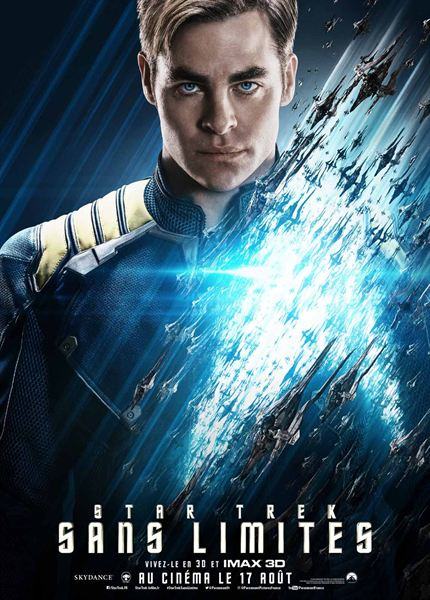 STAR TREK
SANS LIMITES
VIVEZ-LE EN 3D ET IMAX 3D
SKYDANCE
AU CINÉMA LE 17 AOÛT